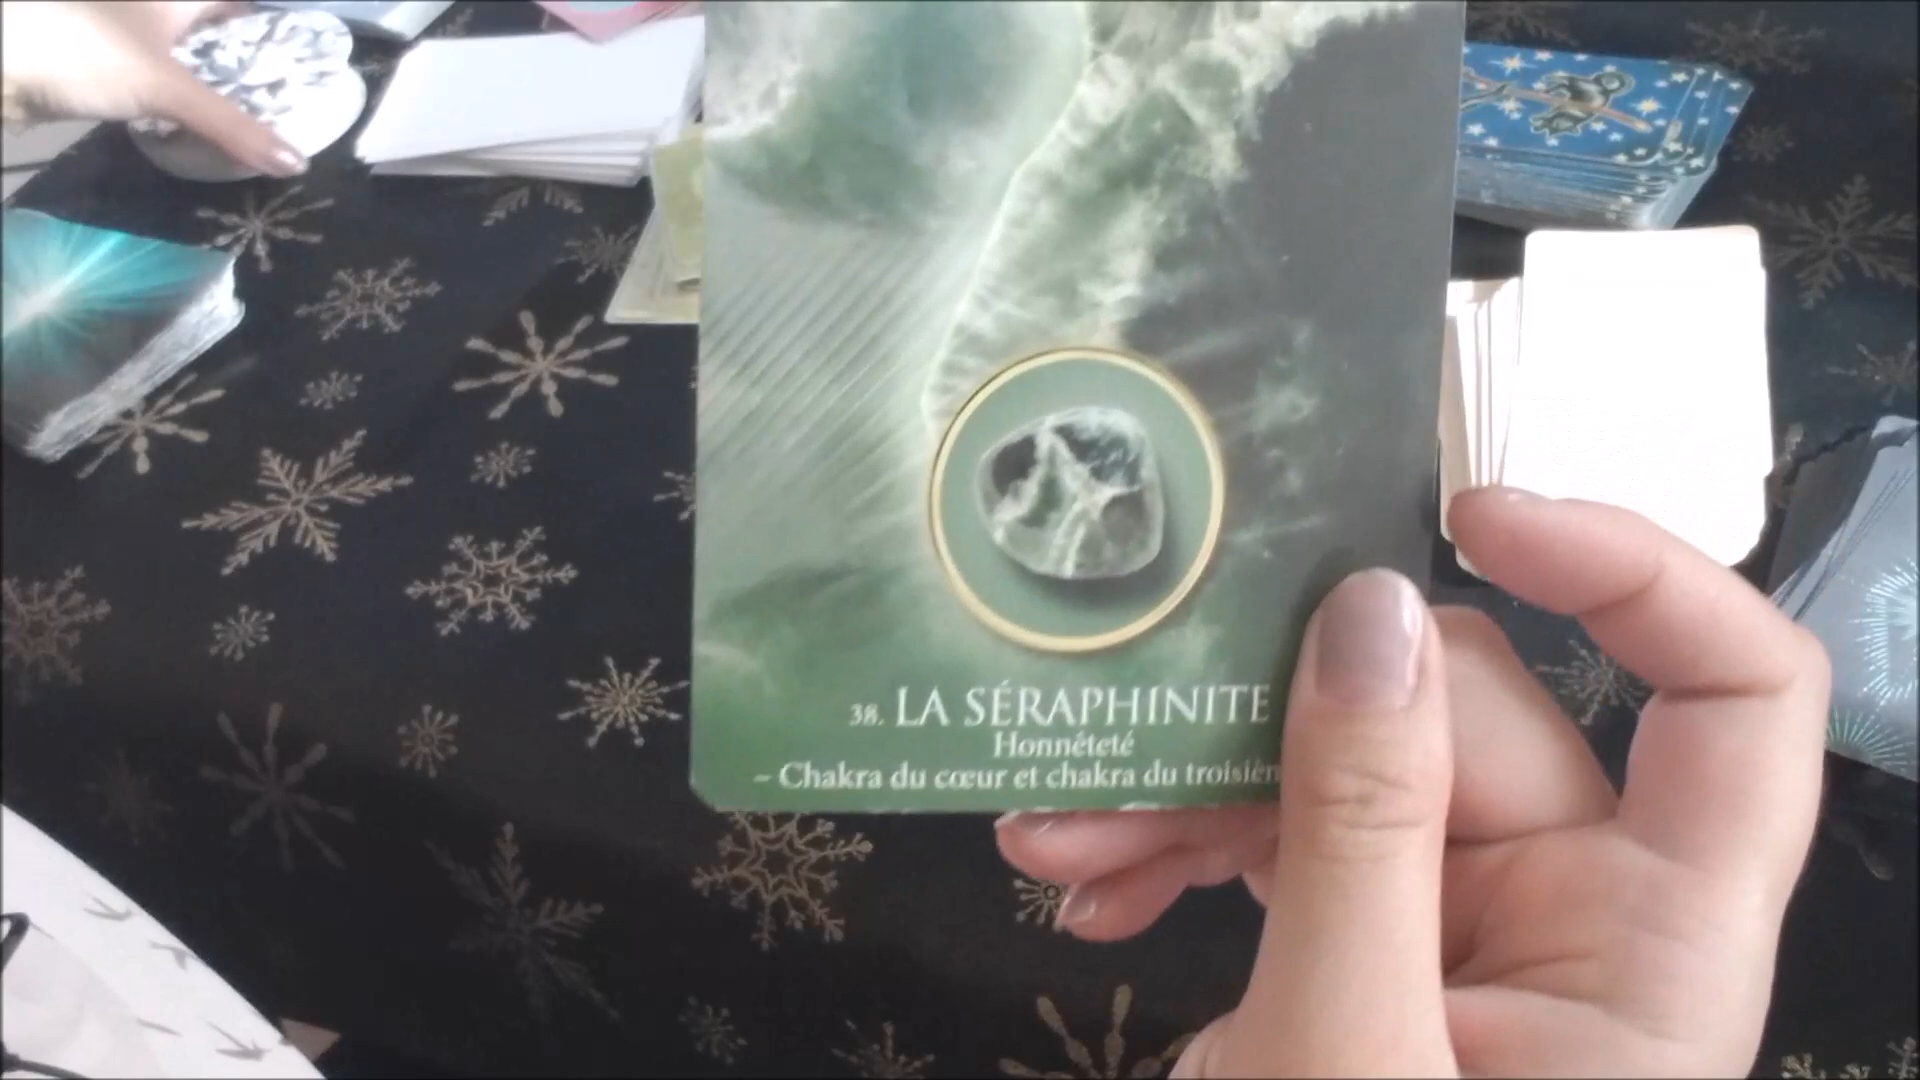 38. LA SÉRAPHINITE
Honnêteté
– Chakra du cœur et chakra du troisièm